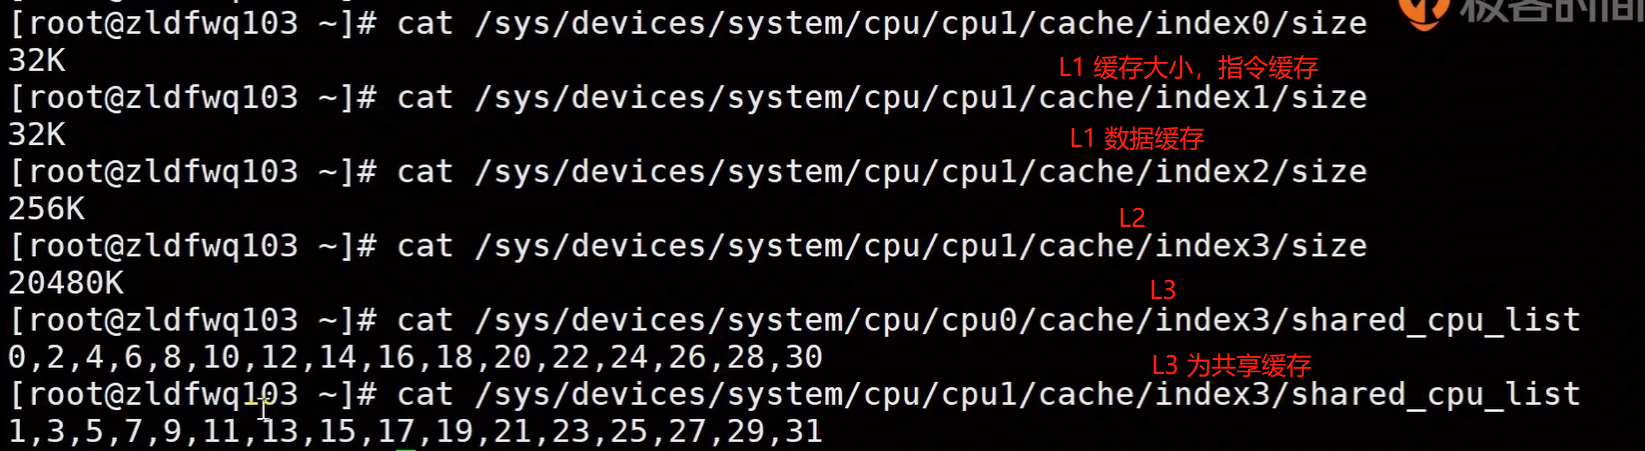 [root@zldfwq103 ~]# cat /sys/devices/system/cpu/cpu1/cache/index0/size
极客时间
32K
L1 缓存大小，指令缓存
[root@zldfwq103 ~]# cat /sys/devices/system/cpu/cpu1/cache/index1/size
32K
L1 数据缓存
[root@zldfwq103 ~]# cat /sys/devices/system/cpu/cpu1/cache/index2/size
256K
L2
[root@zldfwq103 ~]# cat /sys/devices/system/cpu/cpu1/cache/index3/size
20480K
L3
[root@zldfwq103 ~]# cat /sys/devices/system/cpu/cpu0/cache/index3/shared_cpu_list
0,2,4,6,8,10,12,14,16,18,20,22,24,26,28,30
L3 为共享缓存
[root@zldfwq103 ~]# cat /sys/devices/system/cpu/cpu1/cache/index3/shared_cpu_list
1,3,5,7,9,11,13,15,17,19,21,23,25,27,29,31